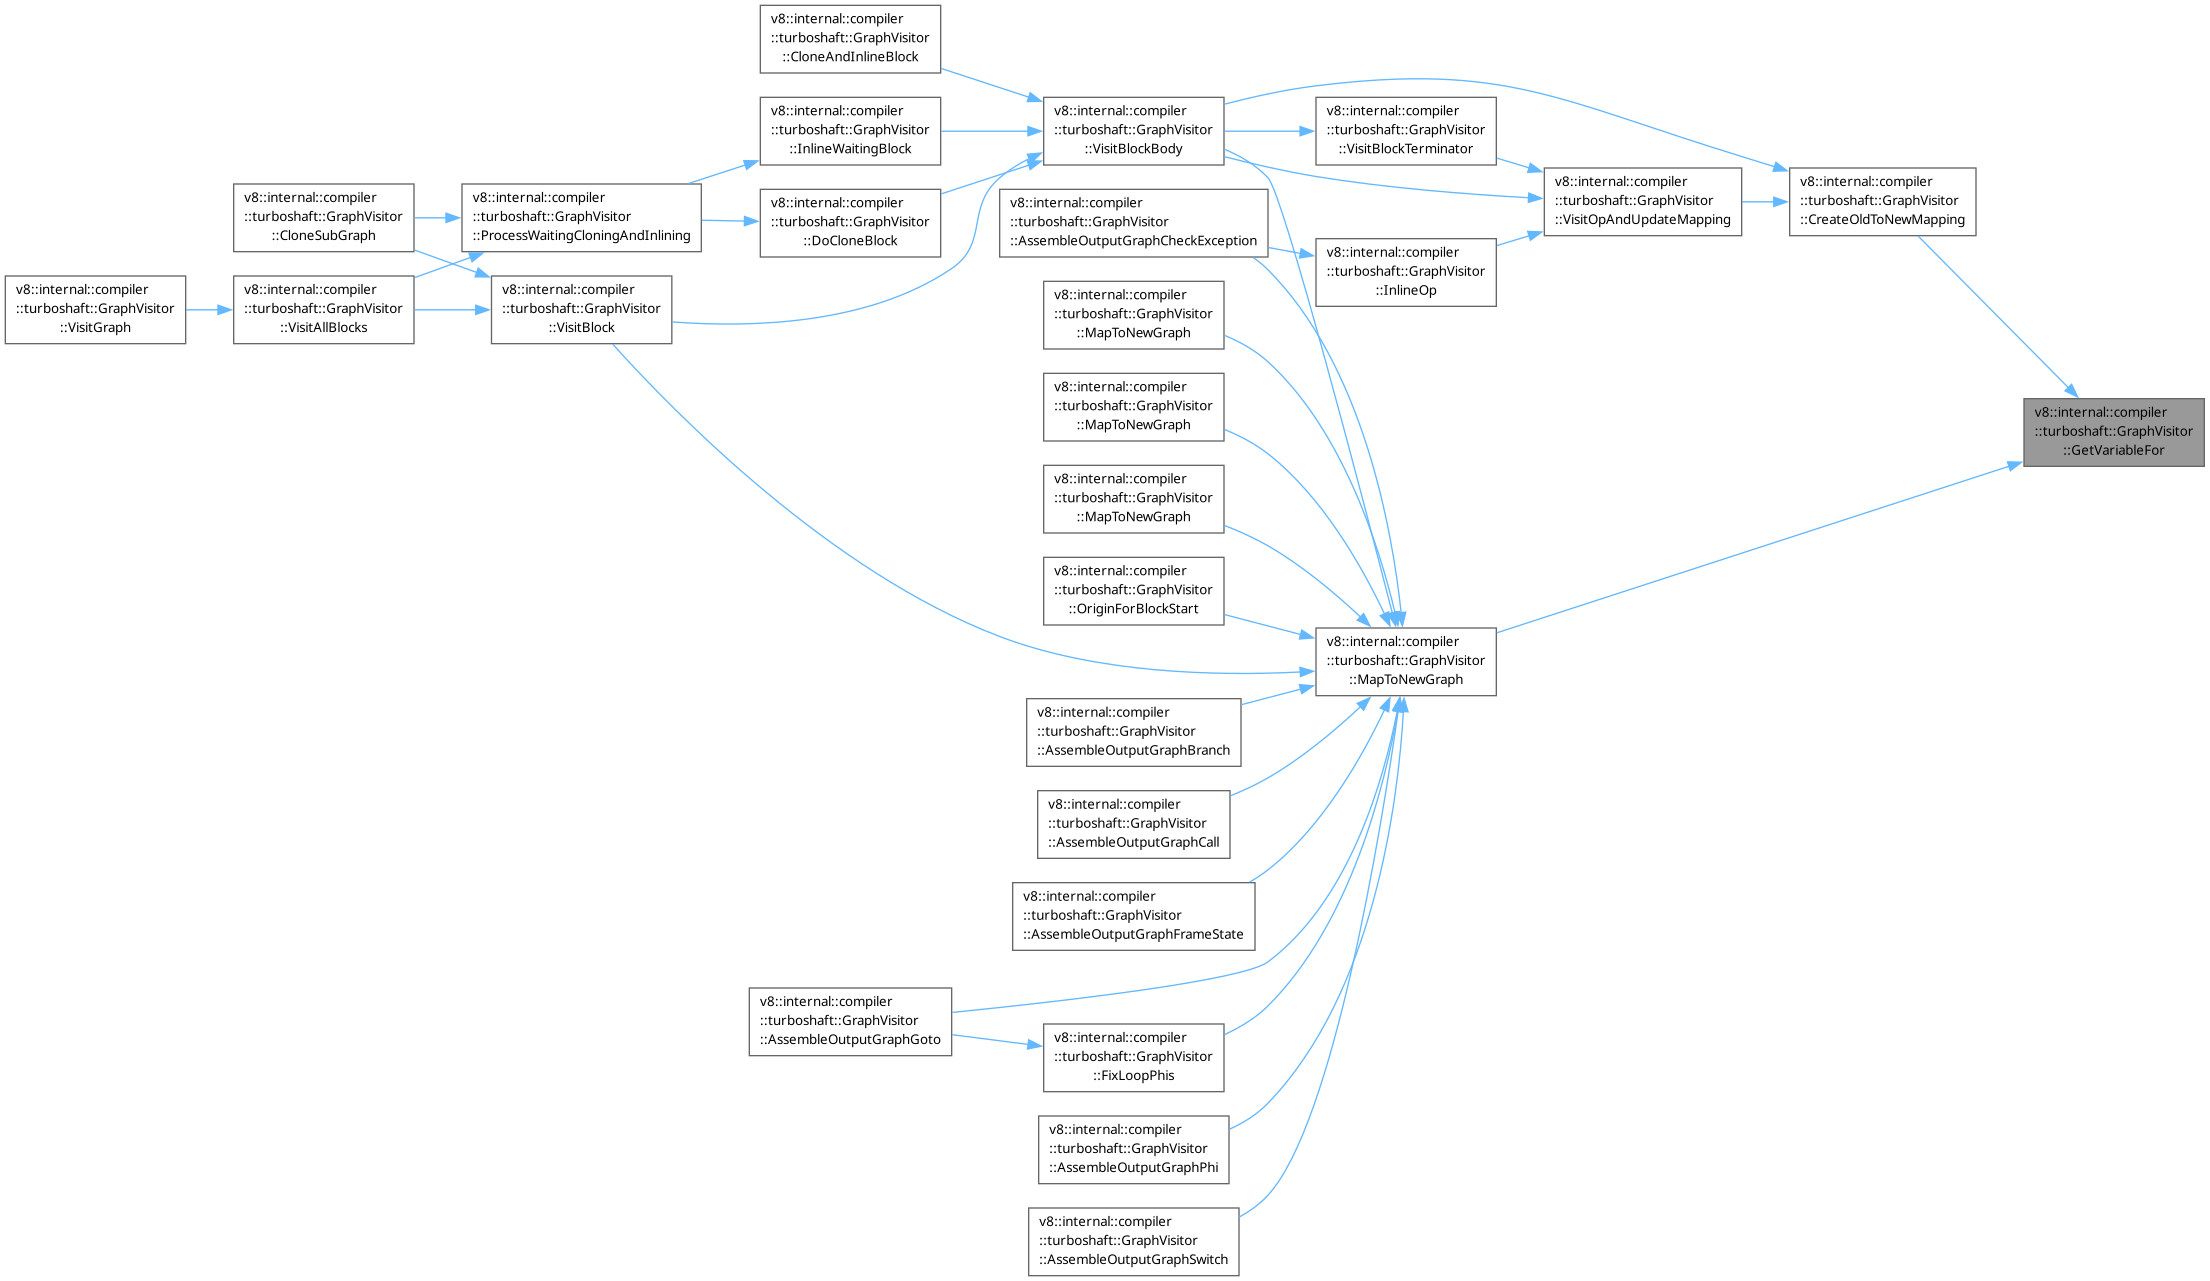 v8::internal::compiler
::turboshaft::GraphVisitor
::CloneAndInlineBlock
v8::internal::compiler
::turboshaft::GraphVisitor
::InlineWaitingBlock
v8::internal::compiler
::turboshaft::GraphVisitor
::VisitBlockBody
v8::internal::compiler
::turboshaft::GraphVisitor
::VisitBlockTerminator
v8::internal::compiler
::turboshaft::GraphVisitor
::CloneSubGraph
v8::internal::compiler
::turboshaft::GraphVisitor
::ProcessWaitingCloningAndInlining
v8::internal::compiler
::turboshaft::GraphVisitor
::DoCloneBlock
v8::internal::compiler
::turboshaft::GraphVisitor
::AssembleOutputGraphCheckException
v8::internal::compiler
::turboshaft::GraphVisitor
::VisitOpAndUpdateMapping
v8::internal::compiler
::turboshaft::GraphVisitor
::CreateOldToNewMapping
v8::internal::compiler
::turboshaft::GraphVisitor
::InlineOp
v8::internal::compiler
::turboshaft::GraphVisitor
::VisitGraph
v8::internal::compiler
::turboshaft::GraphVisitor
::VisitAllBlocks
v8::internal::compiler
::turboshaft::GraphVisitor
::VisitBlock
v8::internal::compiler
::turboshaft::GraphVisitor
::MapToNewGraph
v8::internal::compiler
::turboshaft::GraphVisitor
::MapToNewGraph
v8::internal::compiler
::turboshaft::GraphVisitor
::GetVariableFor
v8::internal::compiler
::turboshaft::GraphVisitor
::MapToNewGraph
v8::internal::compiler
::turboshaft::GraphVisitor
::OriginForBlockStart
v8::internal::compiler
::turboshaft::GraphVisitor
::MapToNewGraph
v8::internal::compiler
::turboshaft::GraphVisitor
::AssembleOutputGraphBranch
v8::internal::compiler
::turboshaft::GraphVisitor
::AssembleOutputGraphCall
v8::internal::compiler
::turboshaft::GraphVisitor
::AssembleOutputGraphFrameState
v8::internal::compiler
::turboshaft::GraphVisitor
::AssembleOutputGraphGoto
v8::internal::compiler
::turboshaft::GraphVisitor
::FixLoopPhis
v8::internal::compiler
::turboshaft::GraphVisitor
::AssembleOutputGraphPhi
v8::internal::compiler
::turboshaft::GraphVisitor
::AssembleOutputGraphSwitch